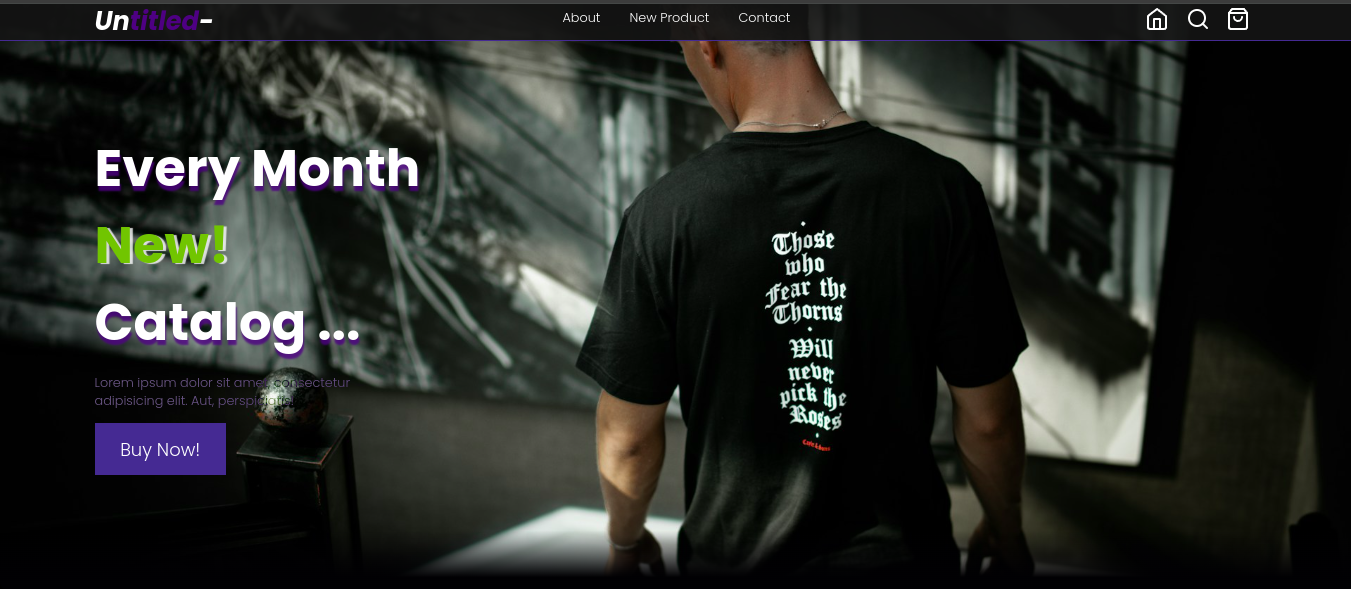 Untitled-
About New Product Contact
Every Month
New!
Catalog ...
Lorem ipsum dolor sit amet, consectetur
adipisicing elit. Aut, perspiciatis.
Buy Now!
Those
who
Fear the
Thorns
Will
never
pick the
Roses